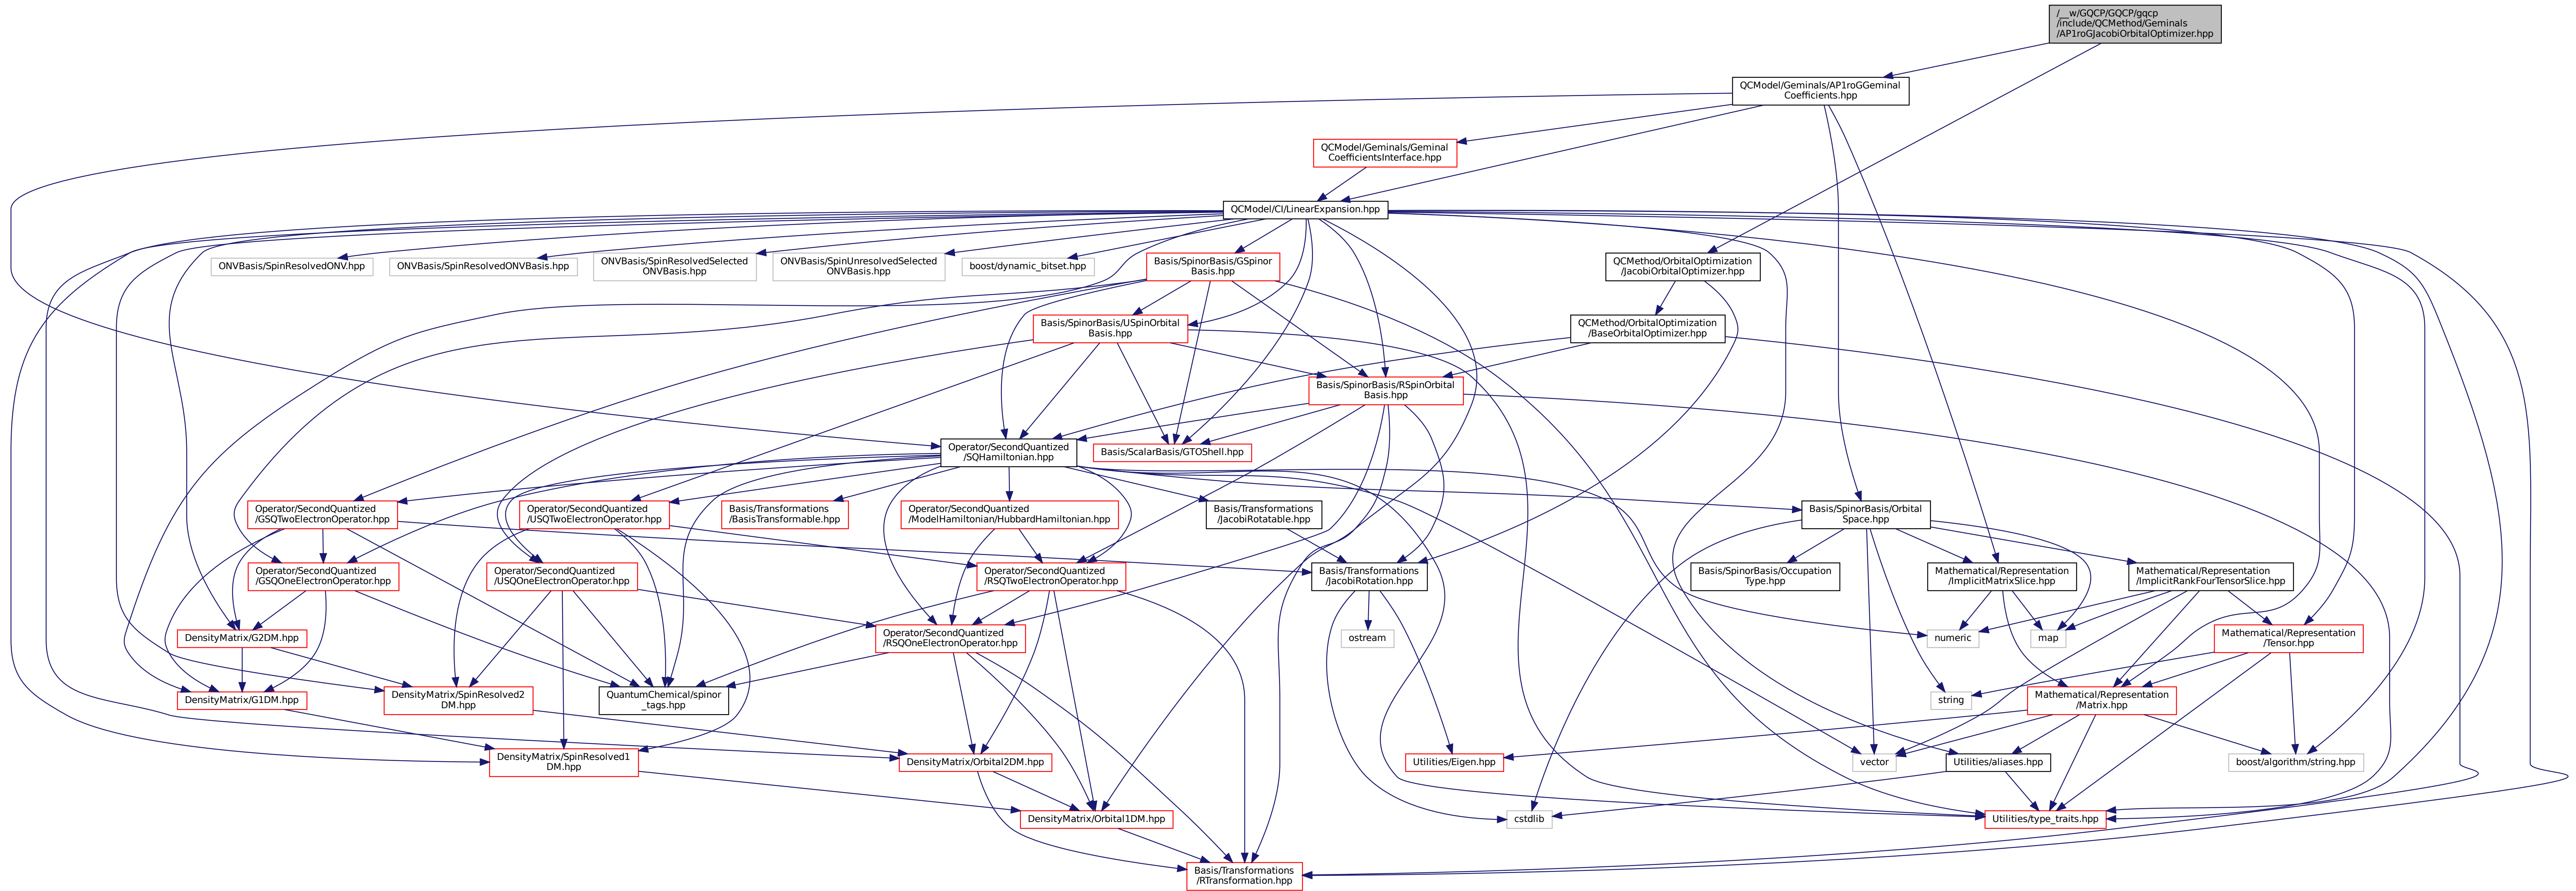 /__w/GQCP/GQCP/gqcp
/include/QCMethod/Geminals
/AP1roGJacobiOrbitalOptimizer.hpp
QCModel/Geminals/AP1roGGeminal
Coefficients.hpp
QCModel/Geminals/Geminal
CoefficientsInterface.hpp
QCModel/CI/LinearExpansion.hpp
ONVBasis/SpinResolvedONV.hpp
ONVBasis/SpinResolvedONVBasis.hpp
ONVBasis/SpinResolvedSelected
ONVBasis.hpp
ONVBasis/SpinUnresolvedSelected
ONVBasis.hpp
boost/dynamic_bitset.hpp
Basis/SpinorBasis/GSpinor
Basis.hpp
QCMethod/OrbitalOptimization
/JacobiOrbitalOptimizer.hpp
Basis/SpinorBasis/USpinOrbital
Basis.hpp
QCMethod/OrbitalOptimization
/BaseOrbitalOptimizer.hpp
Basis/SpinorBasis/RSpinOrbital
Basis.hpp
Operator/SecondQuantized
/SQHamiltonian.hpp
Basis/ScalarBasis/GTOShell.hpp
Operator/SecondQuantized
/GSQTwoElectronOperator.hpp
Operator/SecondQuantized
/USQTwoElectronOperator.hpp
Basis/Transformations
/BasisTransformable.hpp
Operator/SecondQuantized
/ModelHamiltonian/HubbardHamiltonian.hpp
Basis/Transformations
/JacobiRotatable.hpp
Basis/SpinorBasis/Orbital
Space.hpp
Operator/SecondQuantized
/GSQOneElectronOperator.hpp
Operator/SecondQuantized
/USQOneElectronOperator.hpp
Operator/SecondQuantized
/RSQTwoElectronOperator.hpp
Basis/Transformations
/JacobiRotation.hpp
Basis/SpinorBasis/Occupation
Type.hpp
Mathematical/Representation
/ImplicitMatrixSlice.hpp
Mathematical/Representation
/ImplicitRankFourTensorSlice.hpp
DensityMatrix/G2DM.hpp
Operator/SecondQuantized
/RSQOneElectronOperator.hpp
ostream
numeric
map
Mathematical/Representation
/Tensor.hpp
DensityMatrix/G1DM.hpp
DensityMatrix/SpinResolved2
DM.hpp
QuantumChemical/spinor
_tags.hpp
string
Mathematical/Representation
/Matrix.hpp
DensityMatrix/SpinResolved1
DM.hpp
DensityMatrix/Orbital2DM.hpp
Utilities/Eigen.hpp
vector
Utilities/aliases.hpp
boost/algorithm/string.hpp
DensityMatrix/Orbital1DM.hpp
cstdlib
Utilities/type_traits.hpp
Basis/Transformations
/RTransformation.hpp